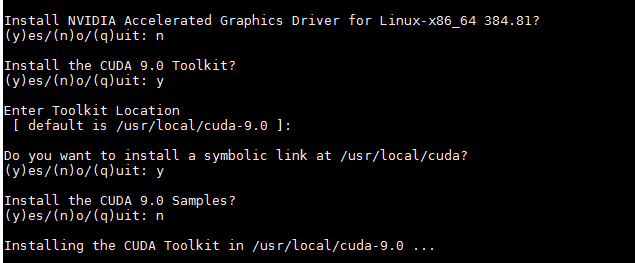 Install NVIDIA Accelerated Graphics Driver for Linux-x86_64 384.81?
(y)es/(n)o/(q)uit: n
Install the CUDA 9.0 Toolkit?
(y)es/(n)o/(q)uit: y
Enter Toolkit Location
[ default is /usr/local/cuda-9.0 ]:
Do you want to install a symbolic link at /usr/local/cuda?
(y)es/(n)o/(q)uit: y
Install the CUDA 9.0 Samples?
(y)es/(n)o/(q)uit: n
Installing the CUDA Toolkit in /usr/local/cuda-9.0 ...